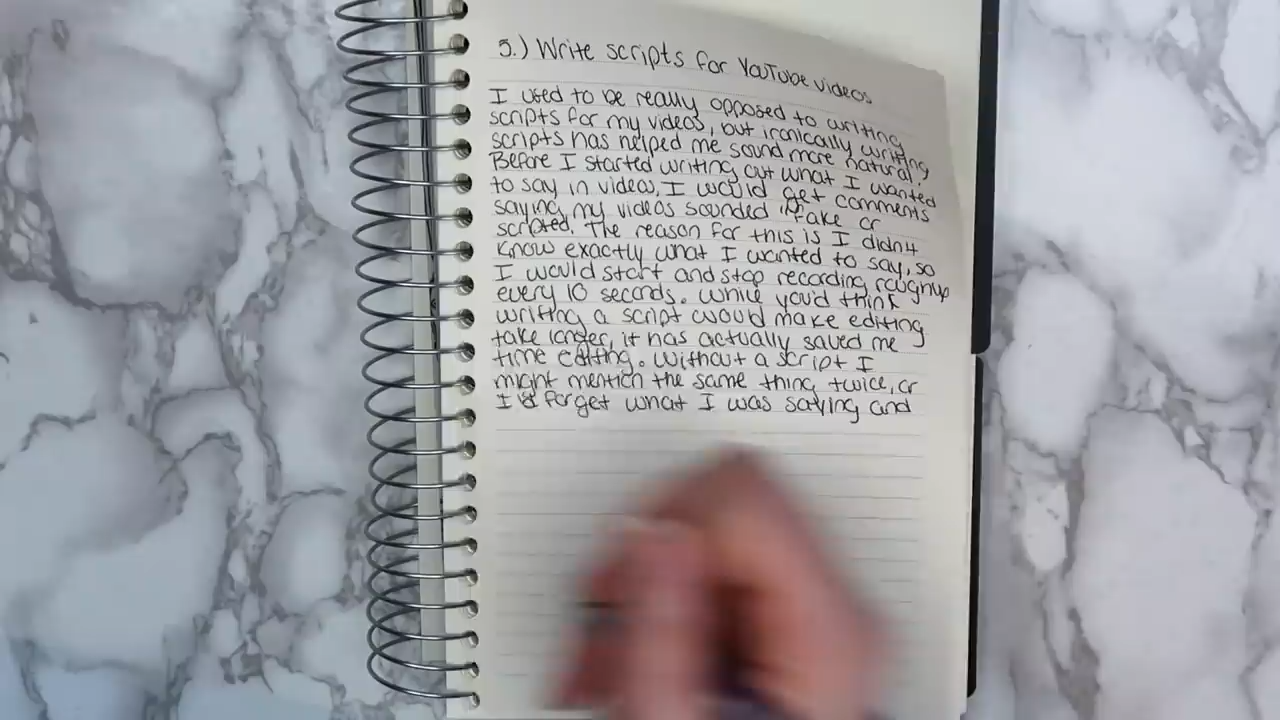 5.) Write scripts for YouTube videos
I used to be really opposed to writing
scripts for my videos, but ironically writing
scripts has helped me sound more natural.
Before I started writing out what I wanted
to say in videos, I would get comments
saying my videos sounded fake or
scripted. The reason for this is I didn't
know exactly what I wanted to say, so
I would start and stop recording roughly
every 10 seconds. While you'd think
writing a script would make editing
take longer, it has actually saved me
time editing. Without a script I
might mention the same thing twice, or
I forget what I was saying and